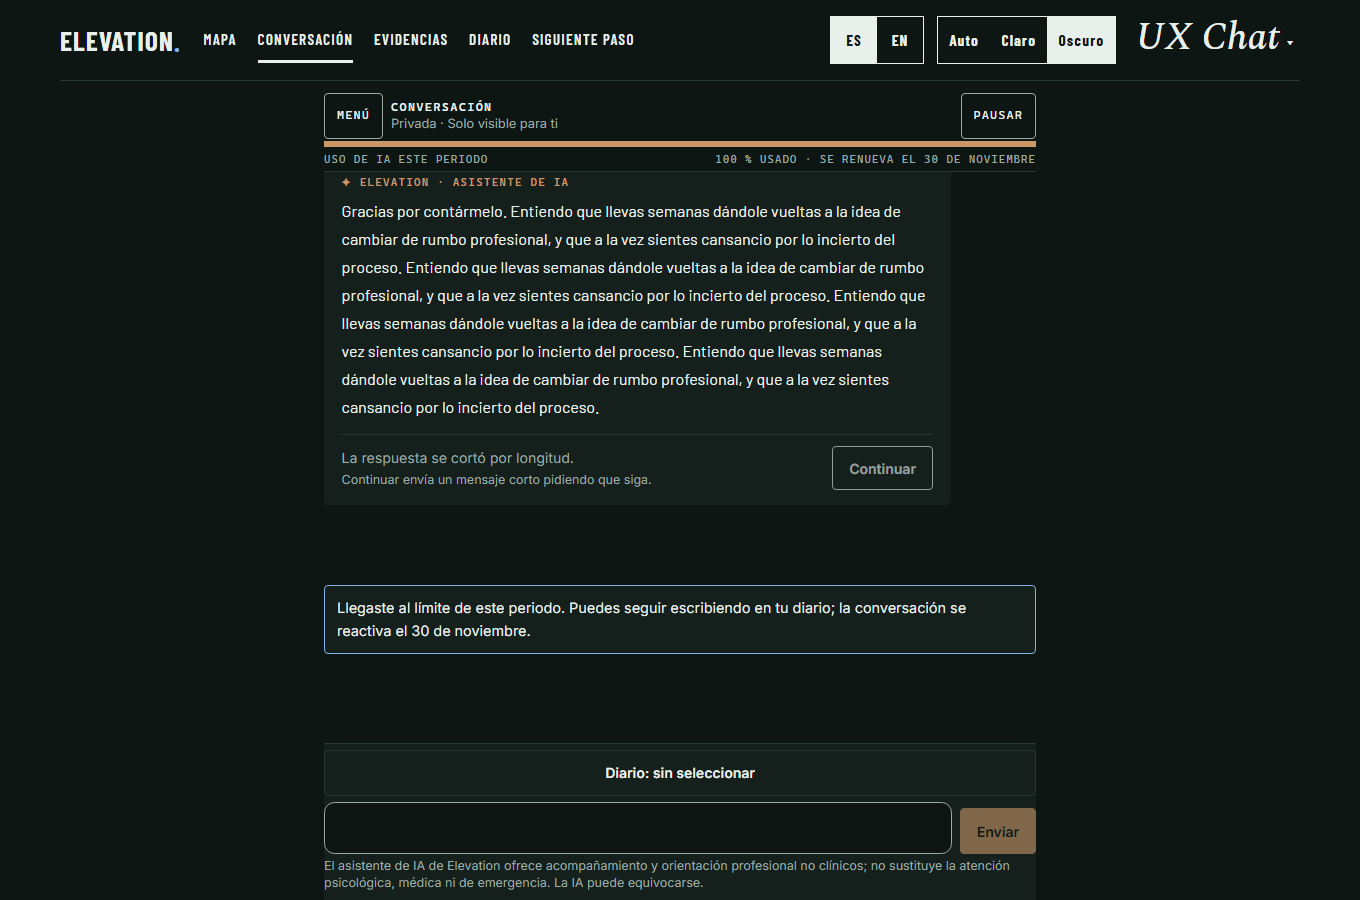 ELEVATION.
MAPA
CONVERSACIÓN
EVIDENCIAS
DIARIO
SIGUIENTE PASO
ES
EN
Auto
Claro
Oscuro
UX Chat
MENÚ
CONVERSACIÓN
Privada · Solo visible para ti
PAUSAR
USO DE IA ESTE PERIODO
100 % USADO · SE RENUEVA EL 30 DE NOVIEMBRE
✦ ELEVATION · ASISTENTE DE IA
Gracias por contármelo. Entiendo que llevas semanas dándole vueltas a la idea de
cambiar de rumbo profesional, y que a la vez sientes cansancio por lo incierto del
proceso. Entiendo que llevas semanas dándole vueltas a la idea de cambiar de rumbo
profesional, y que a la vez sientes cansancio por lo incierto del proceso. Entiendo que
llevas semanas dándole vueltas a la idea de cambiar de rumbo profesional, y que a la
vez sientes cansancio por lo incierto del proceso. Entiendo que llevas semanas
dándole vueltas a la idea de cambiar de rumbo profesional, y que a la vez sientes
cansancio por lo incierto del proceso.
La respuesta se cortó por longitud.
Continuar envía un mensaje corto pidiendo que siga.
Continuar
Llegaste al límite de este periodo. Puedes seguir escribiendo en tu diario; la conversación se
reactiva el 30 de noviembre.
Diario: sin seleccionar
Enviar
El asistente de IA de Elevation ofrece acompañamiento y orientación profesional no clínicos; no sustituye la atención
psicológica, médica ni de emergencia. La IA puede equivocarse.